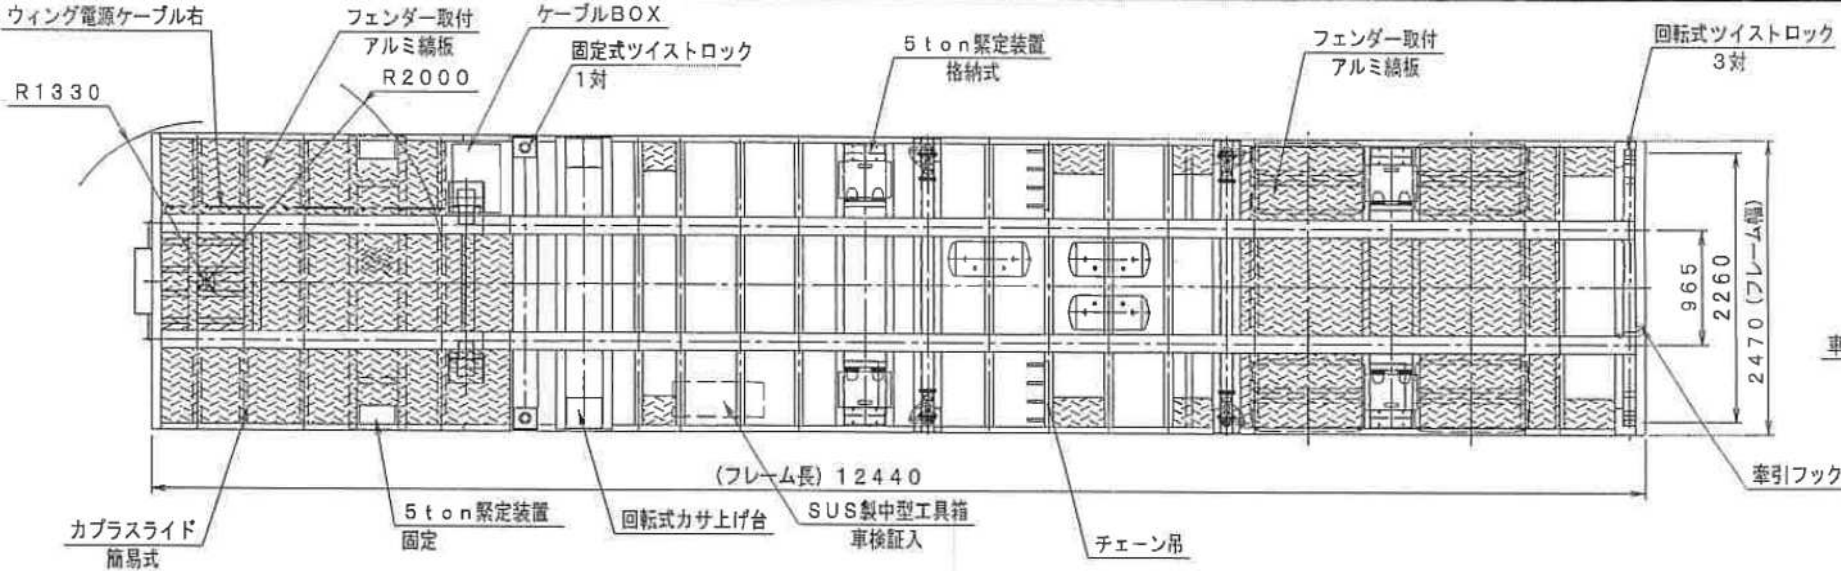 ウィング電源ケーブル右
フェンダー取付
アルミ縞板
ケーブルBOX
固定式ツイストロック
1対
5ton緊定装置
格納式
フェンダー取付
アルミ縞板
回転式ツイストロック
3対
R1330
R2000
965
2260
2470(フレーム幅)
車
(フレーム長)12440
牽引フック
カプラスライド
簡易式
5ton緊定装置
固定
回転式カサ上げ台
SUS製中型工具箱
車検証入
チェーン吊